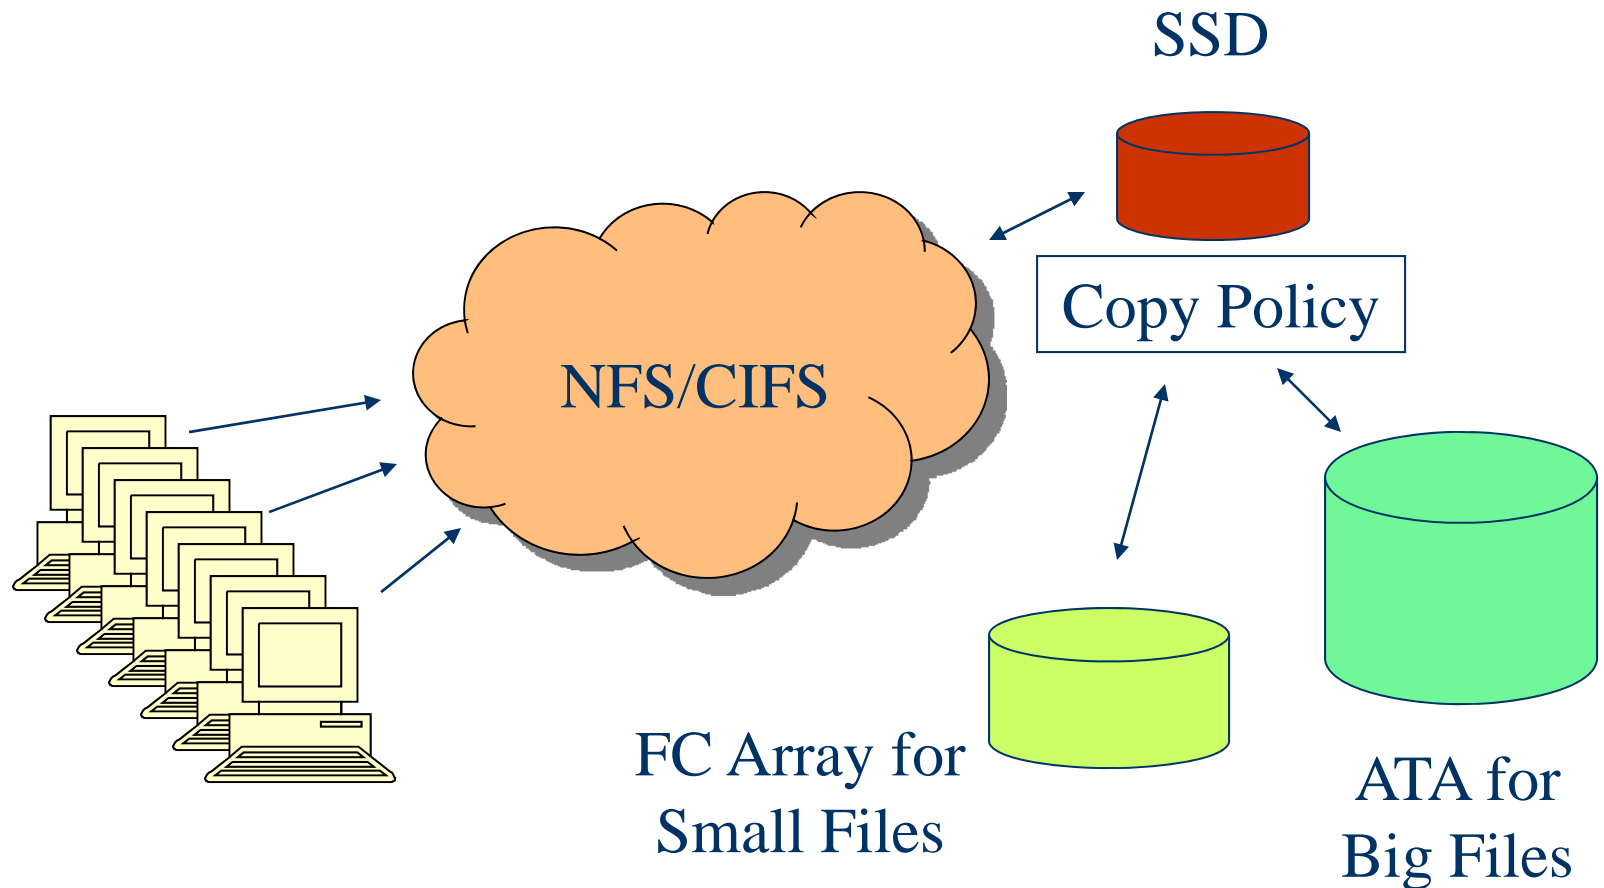 SSD
Copy Policy
NFS/CIFS
FC Array for
Small Files
ATA for
Big Files